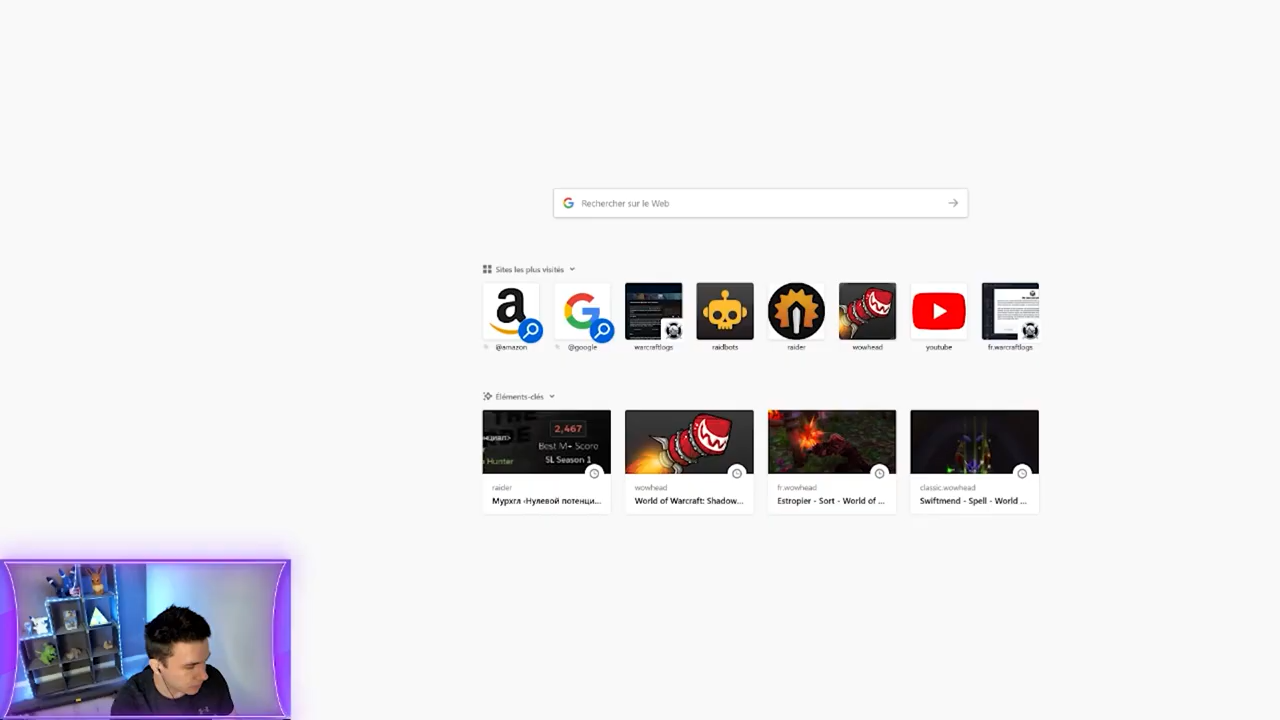 Rechercher sur le Web
Sites les plus visités
@amazon
@google
warcraftlogs
raidbots
raider
wowhead
youtube
fr.warcraftlogs
Éléments-clés
THE
2,467
Best M+ Score
SL Season 1
Hunter
raider
Мурхгл «Нулевой потенци...
wowhead
World of Warcraft: Shadow...
fr.wowhead
Estropier - Sort - World of ...
classic.wowhead
Swiftmend - Spell - World ...